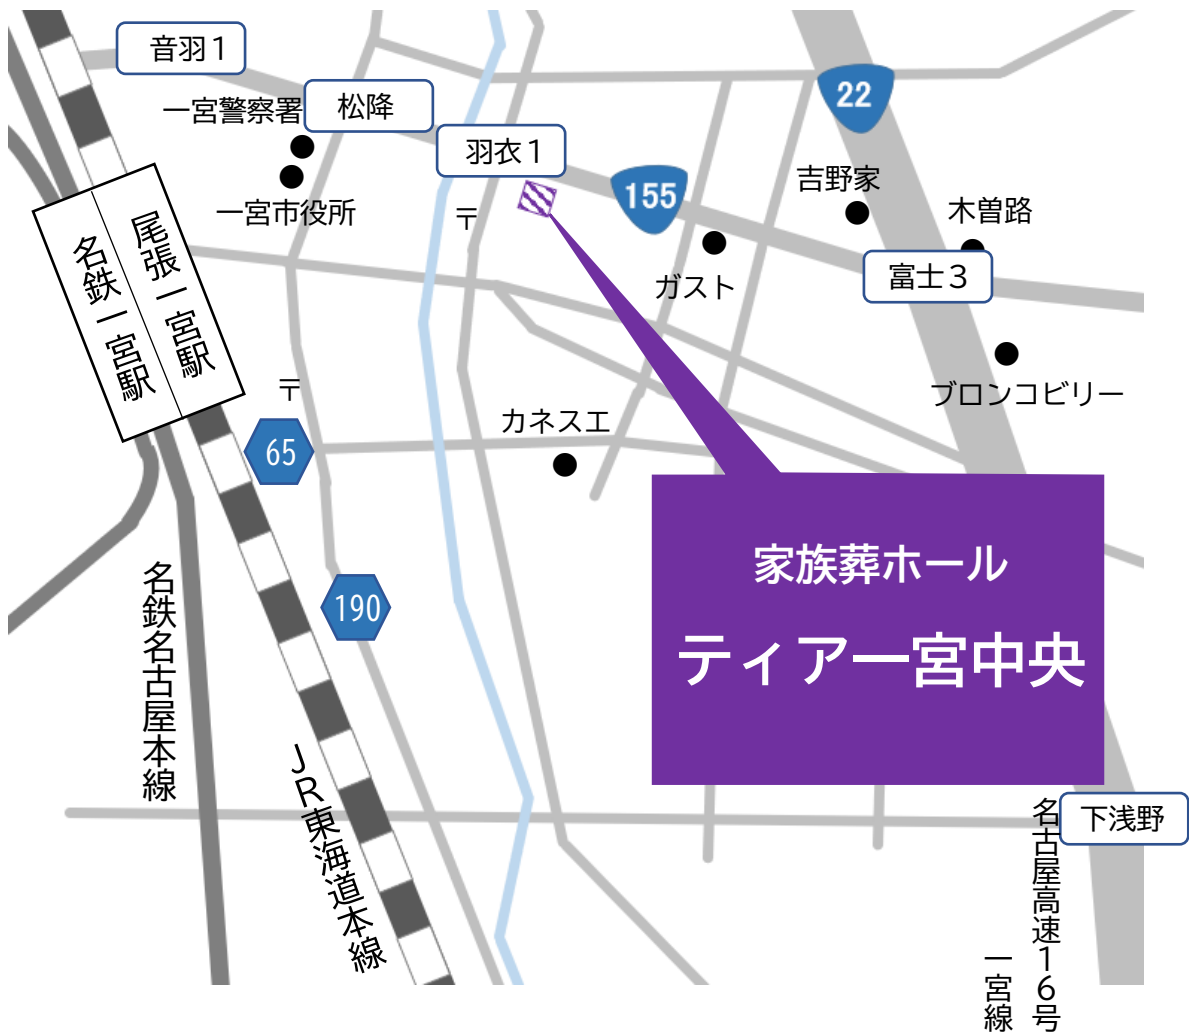 音羽１
一宮警察署
松降
羽衣１
22
155
一宮市役所
〒
吉野家
木曽路
尾張一宮駅
名鉄一宮駅
ガスト
富士３
〒
カネスエ
ブロンコビリー
65
190
家族葬ホール
ティア一宮中央
名鉄名古屋本線
ＪＲ東海道本線
下浅野
名古屋高速１６号
一宮線